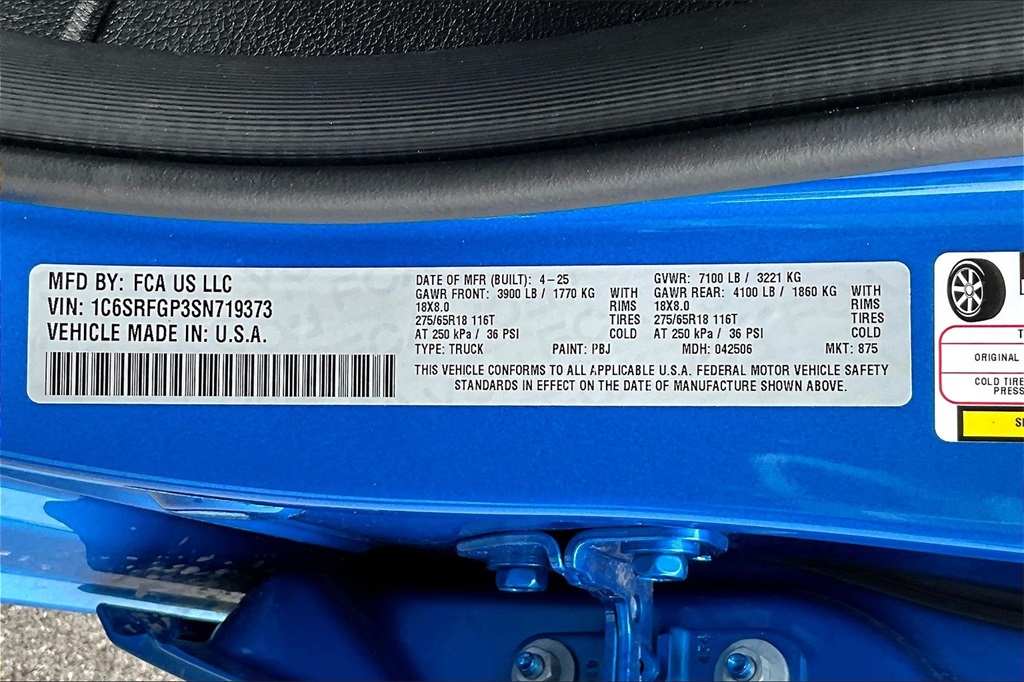 MFD BY: FCA US LLC
VIN: 1C6SRFGP3SN719373
VEHICLE MADE IN: U.S.A.
DATE OF MFR (BUILT): 4-25
GAWR FRONT: 3900 LB / 1770 KG WITH
18X8.0 RIMS
275/65R18 116T TIRES
AT 250 kPa / 36 PSI COLD
TYPE: TRUCK PAINT: PBJ
GVWR: 7100 LB / 3221 KG
GAWR REAR: 4100 LB / 1860 KG WITH
18X8.0 RIMS
275/65R18 116T TIRES
AT 250 kPa / 36 PSI COLD
MDH: 042506 MKT: 875
THIS VEHICLE CONFORMS TO ALL APPLICABLE U.S.A. FEDERAL MOTOR VEHICLE SAFETY
STANDARDS IN EFFECT ON THE DATE OF MANUFACTURE SHOWN ABOVE.
ORIGINAL
COLD TIRE
PRESS